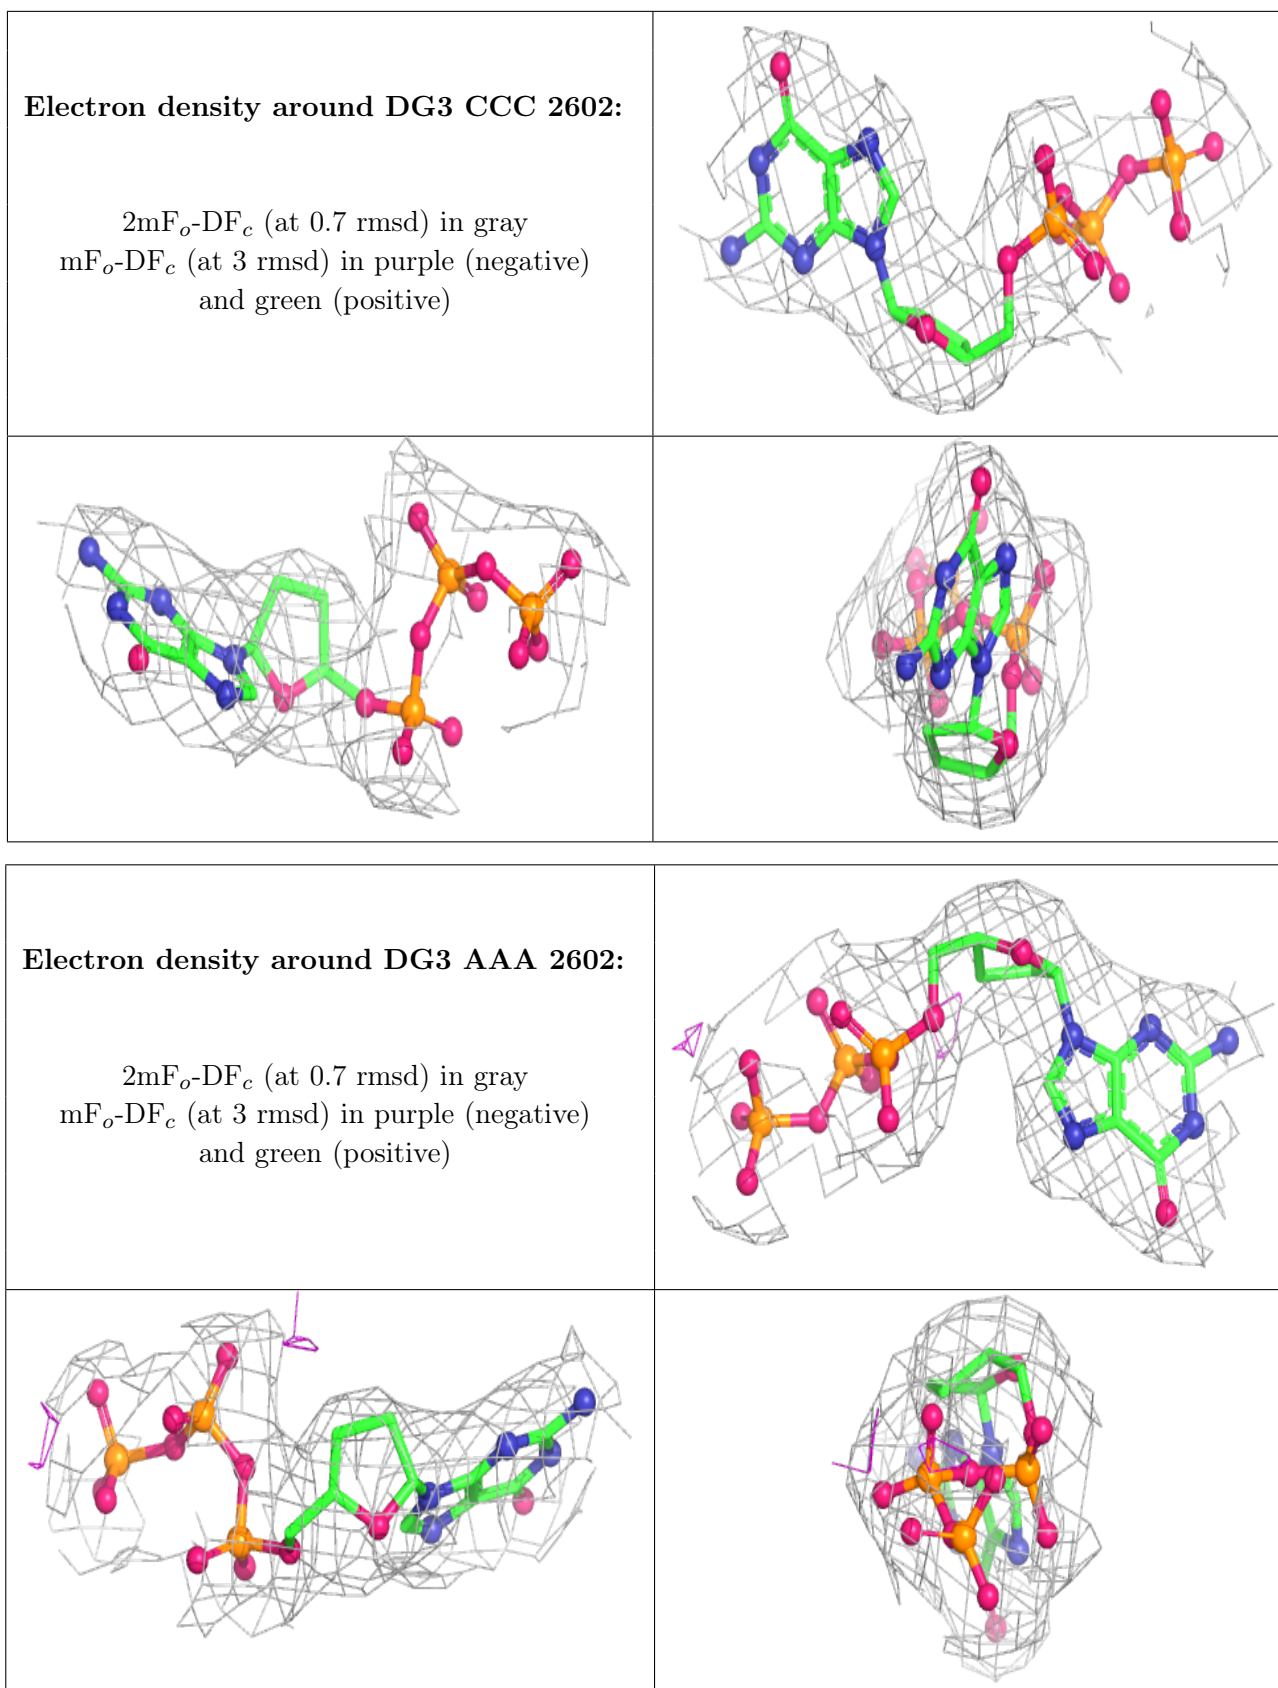 Electron density around DG3 CCC 2602:
2mFo-DFc (at 0.7 rmsd) in gray
mFo-DFc (at 3 rmsd) in purple (negative)
and green (positive)
Electron density around DG3 AAA 2602:
2mFo-DFc (at 0.7 rmsd) in gray
mFo-DFc (at 3 rmsd) in purple (negative)
and green (positive)